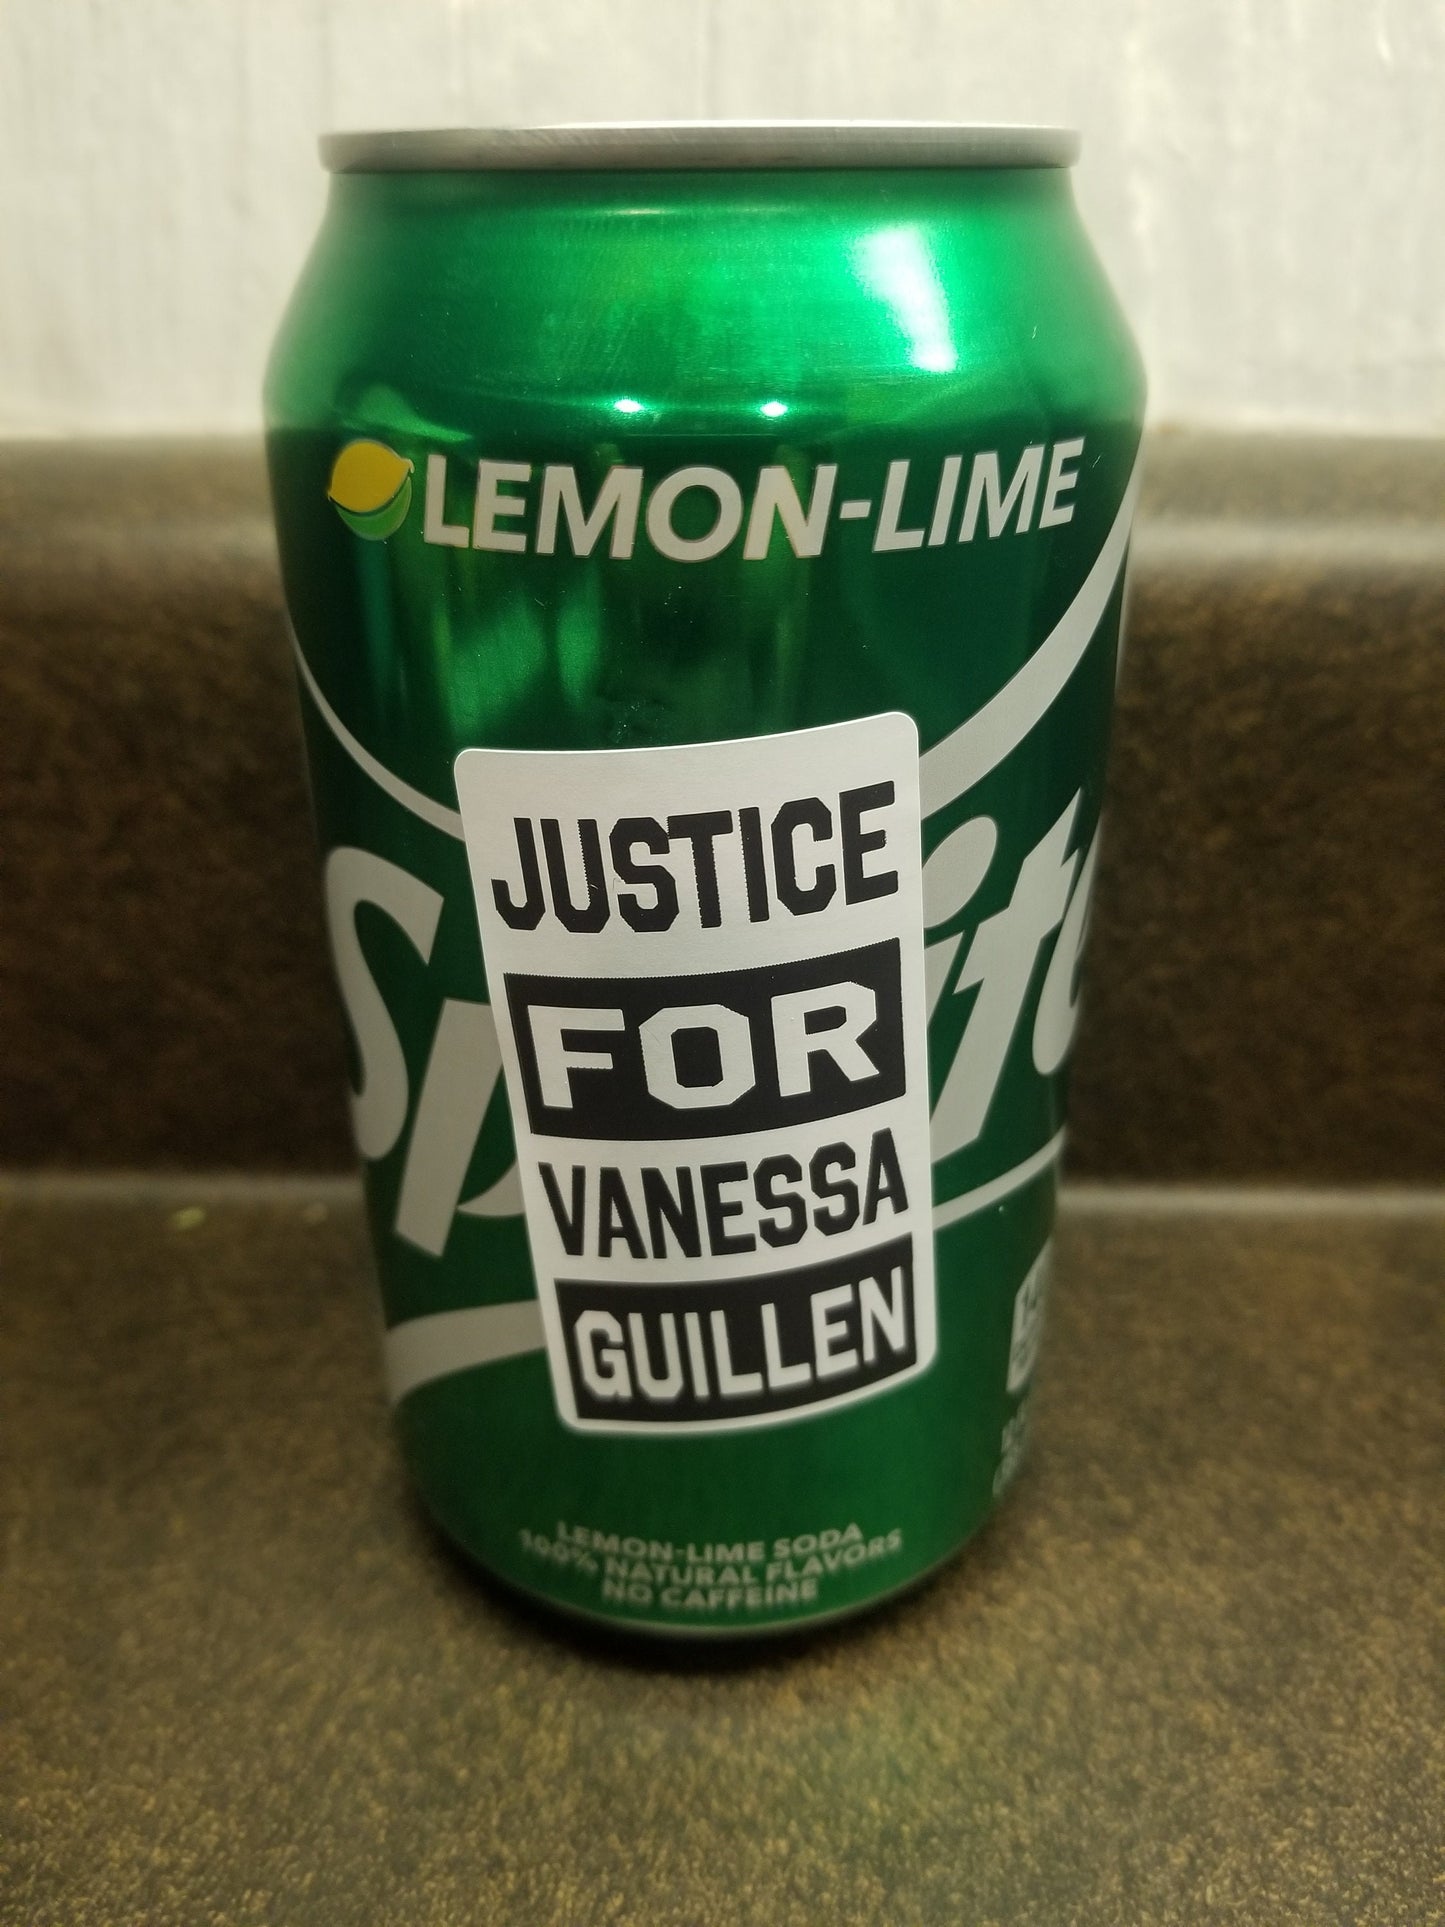 LEMON-LIME
JUSTICE
FOR
VANESSA
GUILLEN
LEMON-LIME SODA
100% NATURAL FLAVORS
NO CAFFEINE